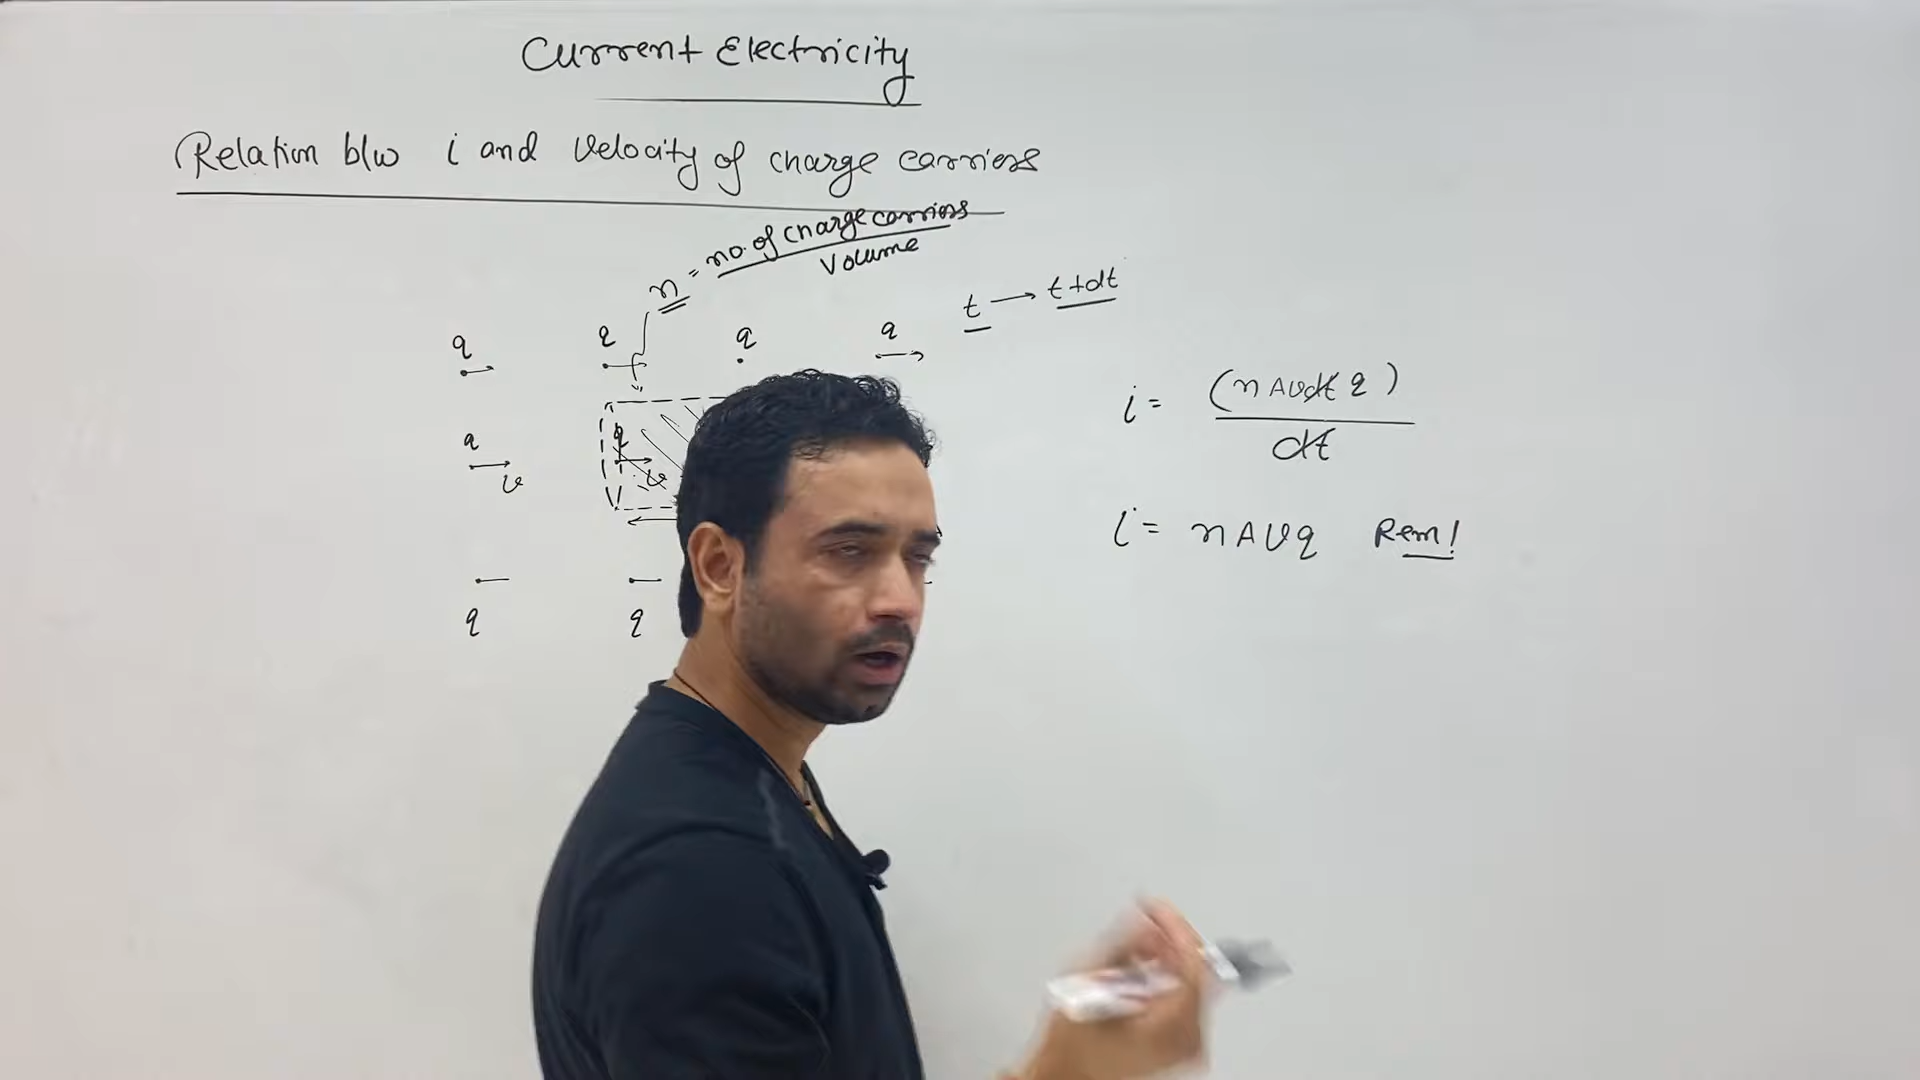 Current Electricity
Relation b/w i and velocity of charge carriers
n = no. of charge carriers
Volume
t → t+dt
q q q q
i = (nAvdt q)
dt
q q
v v
i = nAvq Rem!
q q